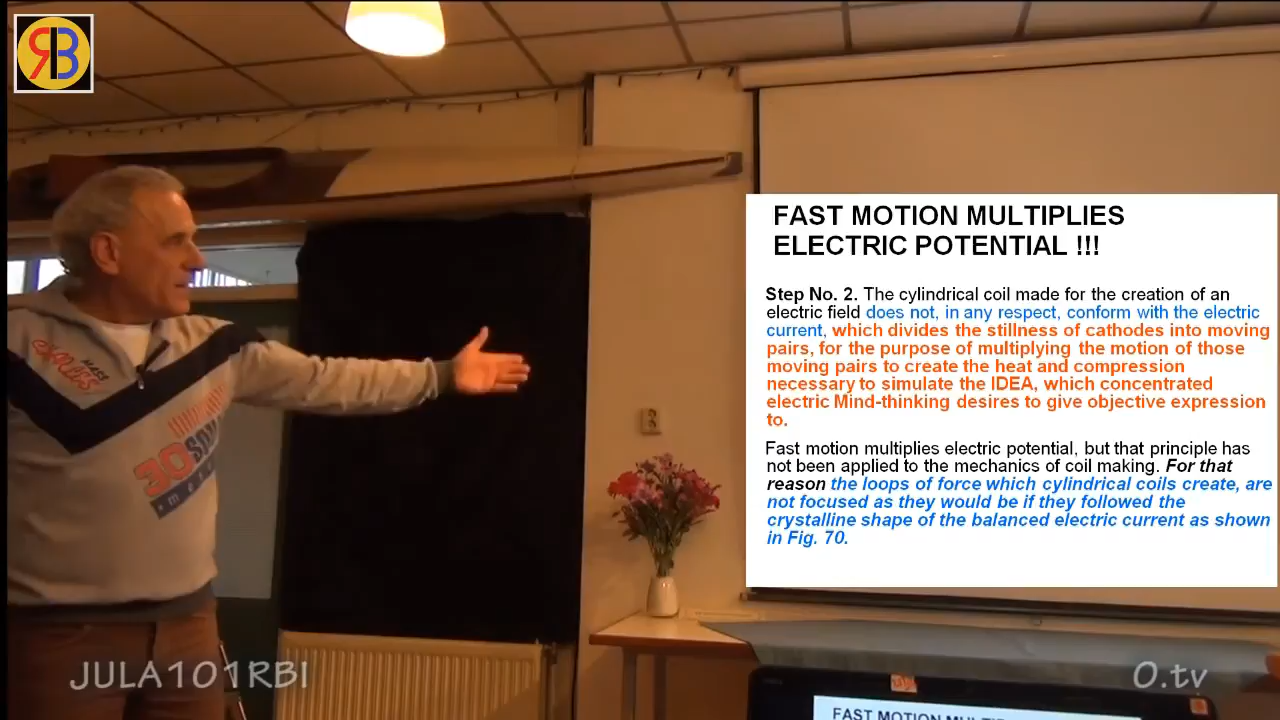 RB
FAST MOTION MULTIPLIES
ELECTRIC POTENTIAL !!!
Step No. 2. The cylindrical coil made for the creation of an
electric field does not, in any respect, conform with the electric
current, which divides the stillness of cathodes into moving
pairs, for the purpose of multiplying the motion of those
moving pairs to create the heat and compression
necessary to simulate the IDEA, which concentrated
electric Mind-thinking desires to give objective expression
to.
Fast motion multiplies electric potential, but that principle has
not been applied to the mechanics of coil making. For that
reason the loops of force which cylindrical coils create, are
not focused as they would be if they followed the
crystalline shape of the balanced electric current as shown
in Fig. 70.
30
JULA101RBI
O.tv
FAST MOTION